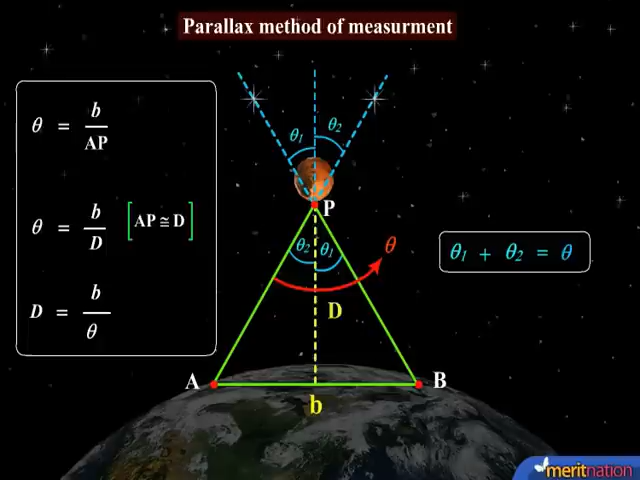 Parallax method of measurment
θ = b / AP
θ = b / D [AP ≅ D]
D = b / θ
θ₁ θ₂
P
θ₂ θ₁
θ
θ₁ + θ₂ = θ
D
A
B
b
meritnation